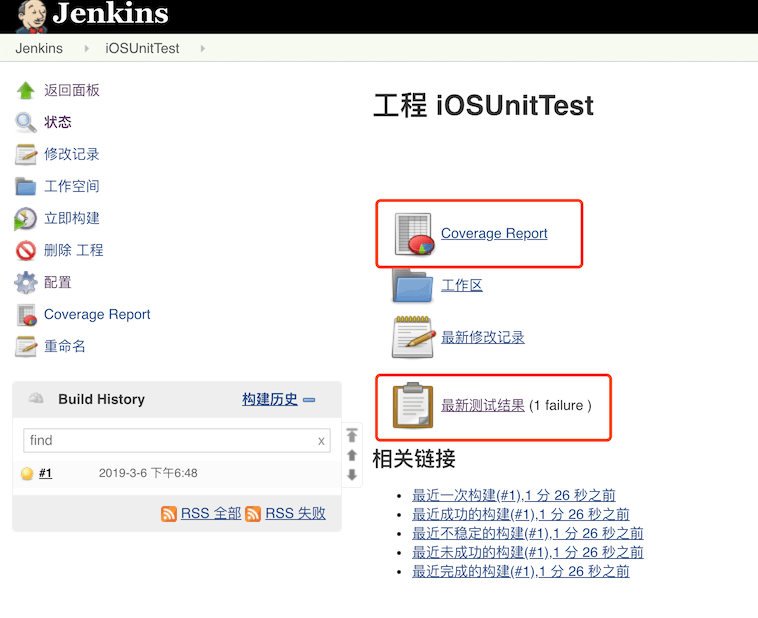 Jenkins
Jenkins iOSUnitTest
返回面板
状态
修改记录
工作空间
立即构建
删除 工程
配置
Coverage Report
重命名
Build History 构建历史
find x
#1 2019-3-6 下午6:48
RSS 全部 RSS 失败
工程 iOSUnitTest
Coverage Report
工作区
最新修改记录
最新测试结果 (1 failure )
相关链接
最近一次构建(#1),1 分 26 秒之前
最近成功的构建(#1),1 分 26 秒之前
最近不稳定的构建(#1),1 分 26 秒之前
最近未成功的构建(#1),1 分 26 秒之前
最近完成的构建(#1),1 分 26 秒之前